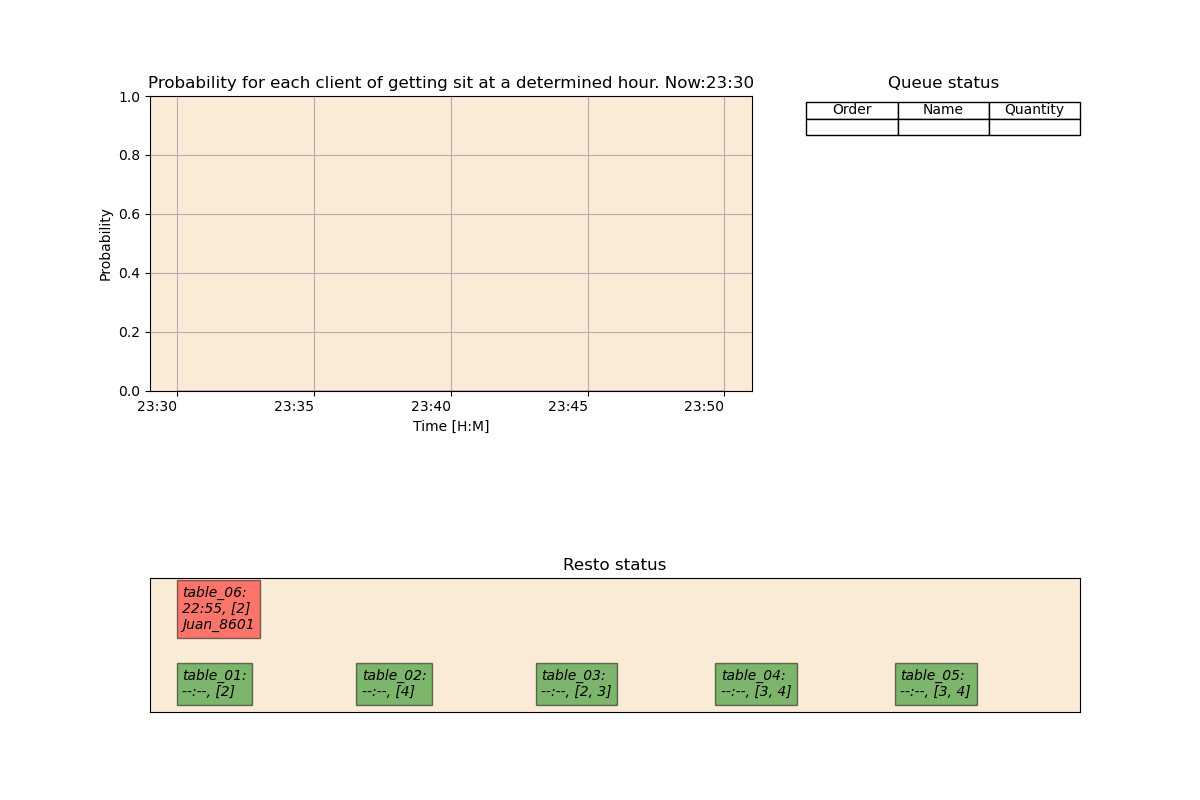 Probability for each client of getting sit at a determined hour. Now:23:30
1.0
0.8
0.6
0.4
0.2
0.0
Probability
23:30 23:35 23:40 23:45 23:50
Time [H:M]
Queue status
Order Name Quantity
Resto status
table_06:
22:55, [2]
Juan_8601
table_01:
--:--, [2]
table_02:
--:--, [4]
table_03:
--:--, [2, 3]
table_04:
--:--, [3, 4]
table_05:
--:--, [3, 4]